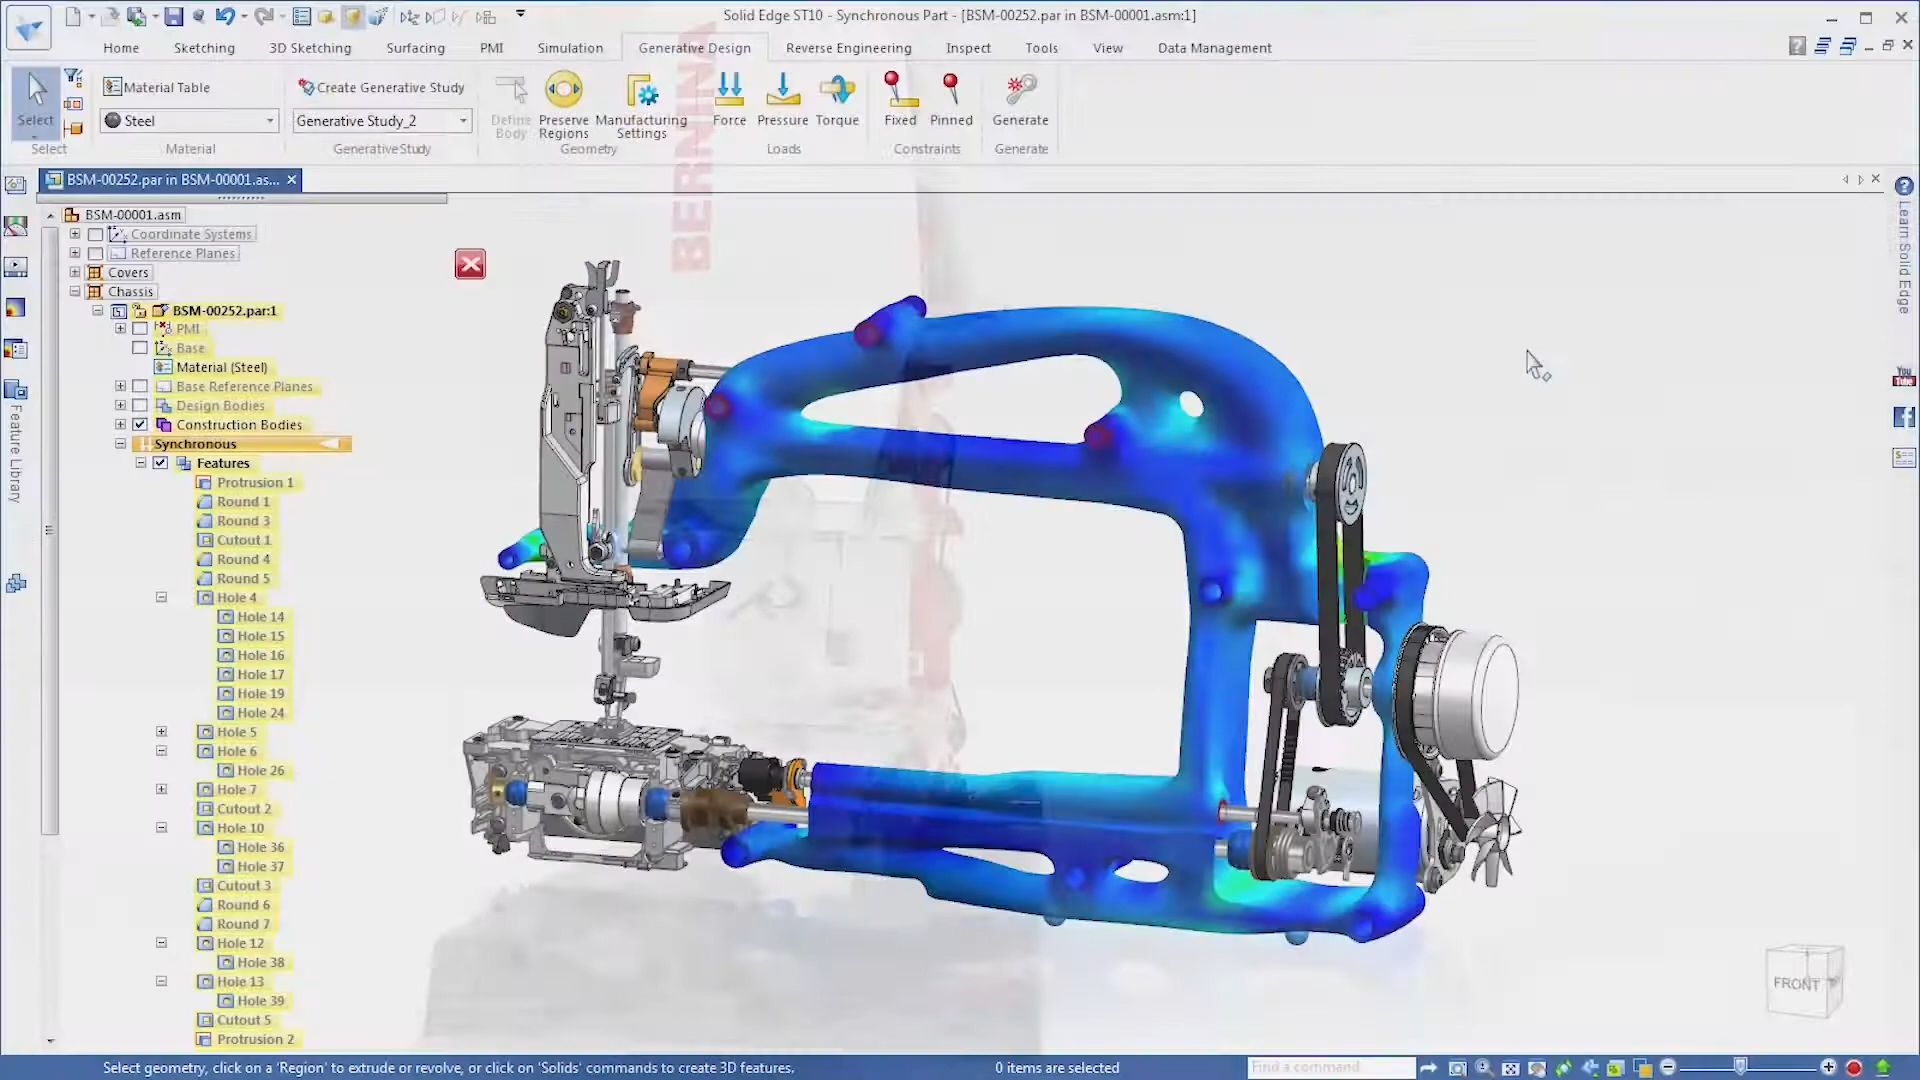 Solid Edge ST10 - Synchronous Part - [BSM-00252.par in BSM-00001.asm:1]
Home Sketching 3D Sketching Surfacing PMI Simulation Generative Design Reverse Engineering Inspect Tools View Data Management
Material Table
Create Generative Study
Steel
Generative Study_2
Select
Define Body
Preserve Regions
Manufacturing Settings
Force
Pressure
Torque
Fixed
Pinned
Generate
Select
Material
Generative Study
Geometry
Loads
Constraints
Generate
BERNINA
BSM-00252.par in BSM-00001.as...
BSM-00001.asm
Coordinate Systems
Reference Planes
Covers
Chassis
BSM-00252.par:1
PMI
Base
Material (Steel)
Base Reference Planes
Design Bodies
Construction Bodies
Synchronous
Features
Protrusion 1
Round 1
Round 3
Cutout 1
Round 4
Round 5
Hole 4
Hole 14
Hole 15
Hole 16
Hole 17
Hole 19
Hole 24
Hole 5
Hole 6
Hole 26
Hole 7
Cutout 2
Hole 10
Hole 36
Hole 37
Cutout 3
Round 6
Round 7
Hole 12
Hole 38
Hole 13
Hole 39
Cutout 5
Protrusion 2
Feature Library
Learn Solid Edge
You
Tube
FRONT
Select geometry, click on a 'Region' to extrude or revolve, or click on 'Solids' commands to create 3D features.
0 items are selected
Find a command